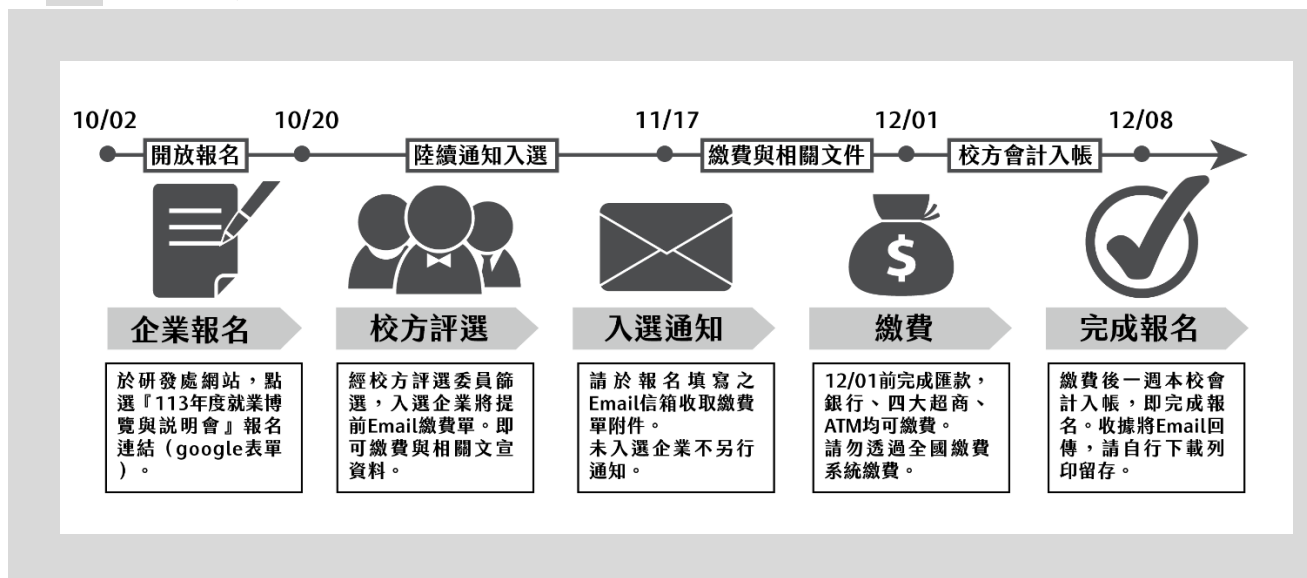 10/02
10/20
11/17
12/01
12/08
開放報名
陸續通知入選
繳費與相關文件
校方會計入帳
$
企業報名
校方評選
入選通知
繳費
完成報名
於研發處網站，點
選『113年度就業博
覽與説明會』報名
連結（google表單
）。
經校方評選委員篩
選，入選企業將提
前Email繳費單。即
可繳費與相關文宣
資料。
請於報名填寫之
Email信箱收取繳費
單附件。
未入選企業不另行
通知。
12/01前完成匯款，
銀行、四大超商、
ATM均可繳費。
請勿透過全國繳費
系統繳費。
繳費後一週本校會
計入帳，即完成報
名。收據將Email回
傳，請自行下載列
印留存。